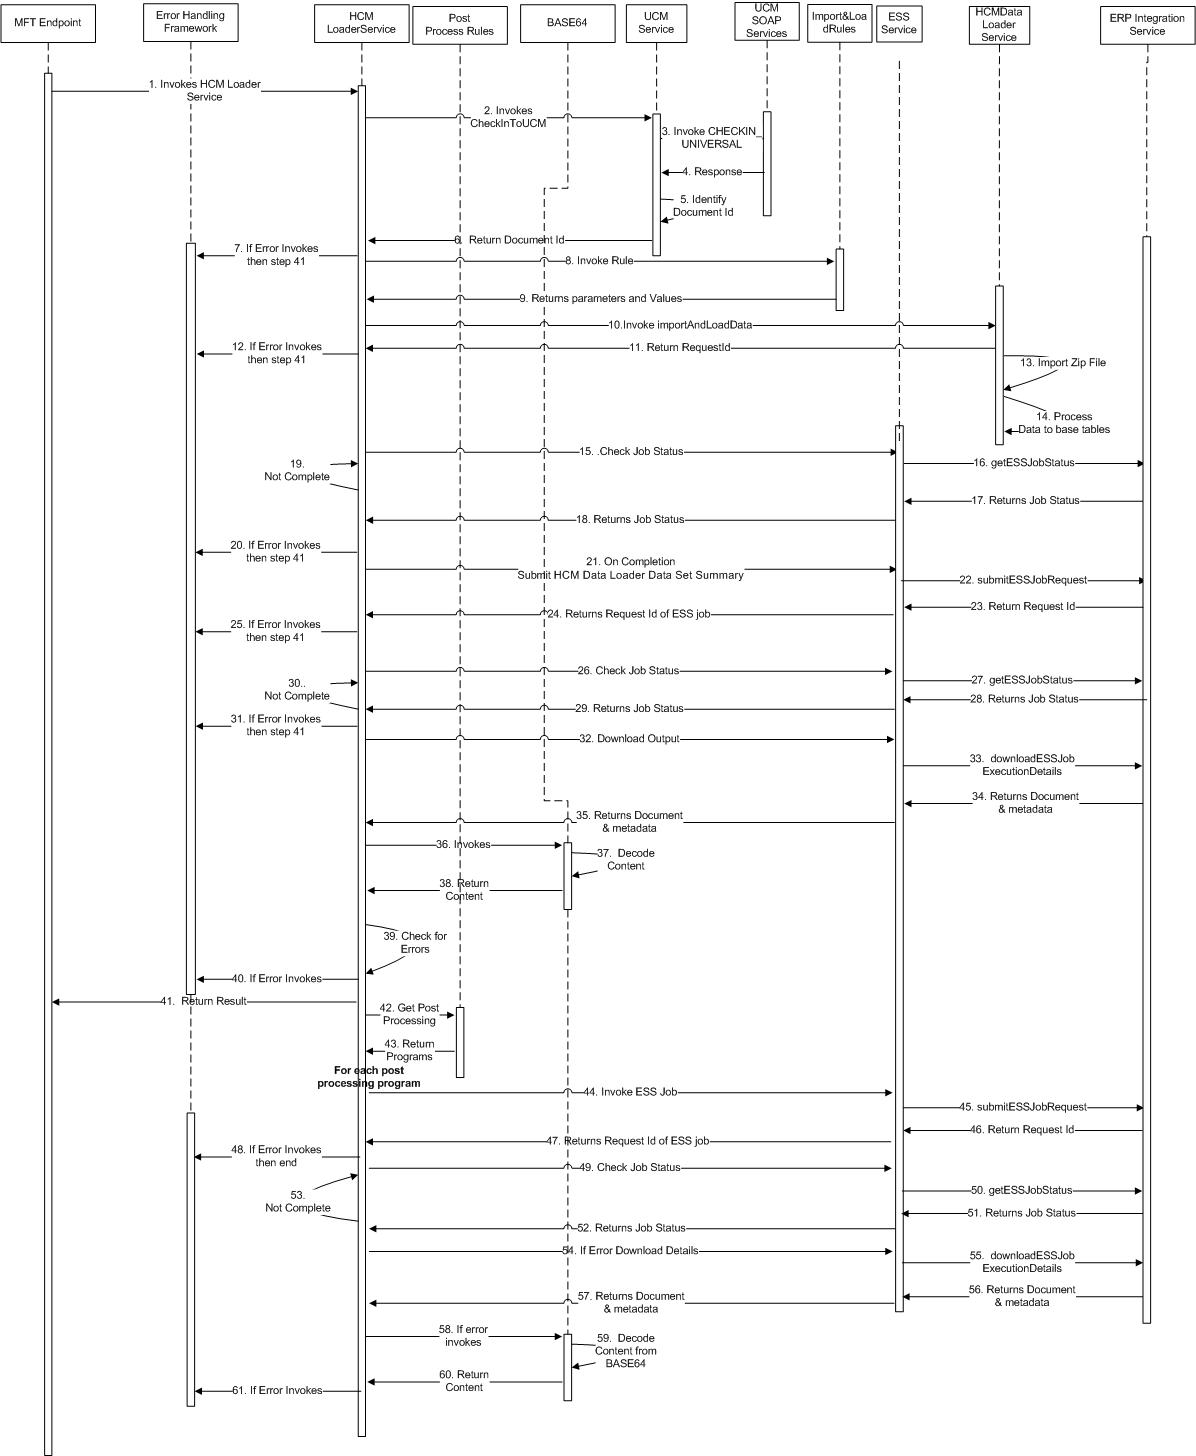 MFT Endpoint
Error Handling
Framework
HCM
LoaderService
Post
Process Rules
BASE64
UCM
Service
UCM
SOAP
Services
Import&Loa
dRules
ESS
Service
HCMData
Loader
Service
ERP Integration
Service
1. Invokes HCM Loader
Service
2. Invokes
CheckInToUCM
3. Invoke CHECKIN_
UNIVERSAL
4. Response
5. Identify
Document Id
6. Return Document Id
7. If Error Invokes
then step 41
8. Invoke Rule
9. Returns parameters and Values
10.Invoke importAndLoadData
11. Return RequestId
12. If Error Invokes
then step 41
13. Import Zip File
14. Process
Data to base tables
15. .Check Job Status
16. getESSJobStatus
17. Returns Job Status
18. Returns Job Status
19.
Not Complete
20. If Error Invokes
then step 41
21. On Completion
Submit HCM Data Loader Data Set Summary
22. submitESSJobRequest
23. Return Request Id
24. Returns Request Id of ESS job
25. If Error Invokes
then step 41
26. Check Job Status
27. getESSJobStatus
28. Returns Job Status
29. Returns Job Status
30..
Not Complete
31. If Error Invokes
then step 41
32. Download Output
33. downloadESSJob
ExecutionDetails
34. Returns Document
& metadata
35. Returns Document
& metadata
36. Invokes
37. Decode
Content
38. Return
Content
39. Check for
Errors
40. If Error Invokes
41. Return Result
42. Get Post
Processing
43. Return
Programs
For each post
processing program
44. Invoke ESS Job
45. submitESSJobRequest
46. Return Request Id
47. Returns Request Id of ESS job
48. If Error Invokes
then end
49. Check Job Status
50. getESSJobStatus
51. Returns Job Status
52. Returns Job Status
53.
Not Complete
54. If Error Download Details
55. downloadESSJob
ExecutionDetails
56. Returns Document
& metadata
57. Returns Document
& metadata
58. If error
invokes
59. Decode
Content from
BASE64
60. Return
Content
61. If Error Invokes